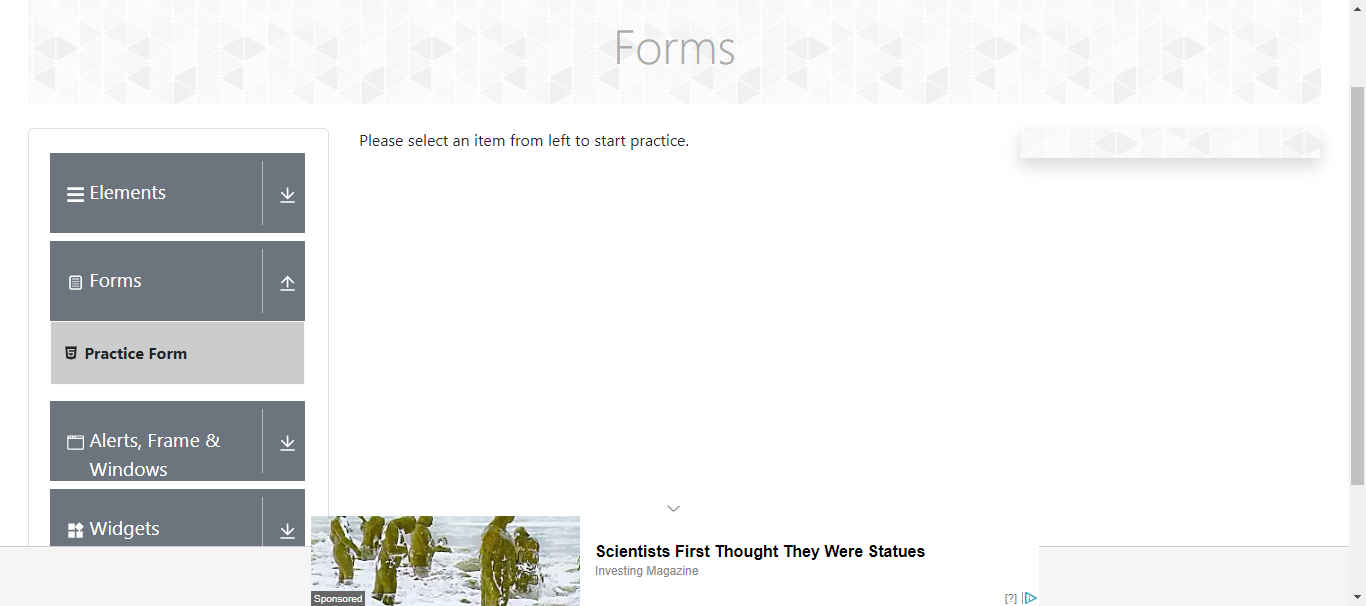 Forms
Please select an item from left to start practice.
Elements
Forms
Practice Form
Alerts, Frame &
Windows
Widgets
Scientists First Thought They Were Statues
Investing Magazine
Sponsored
[?]